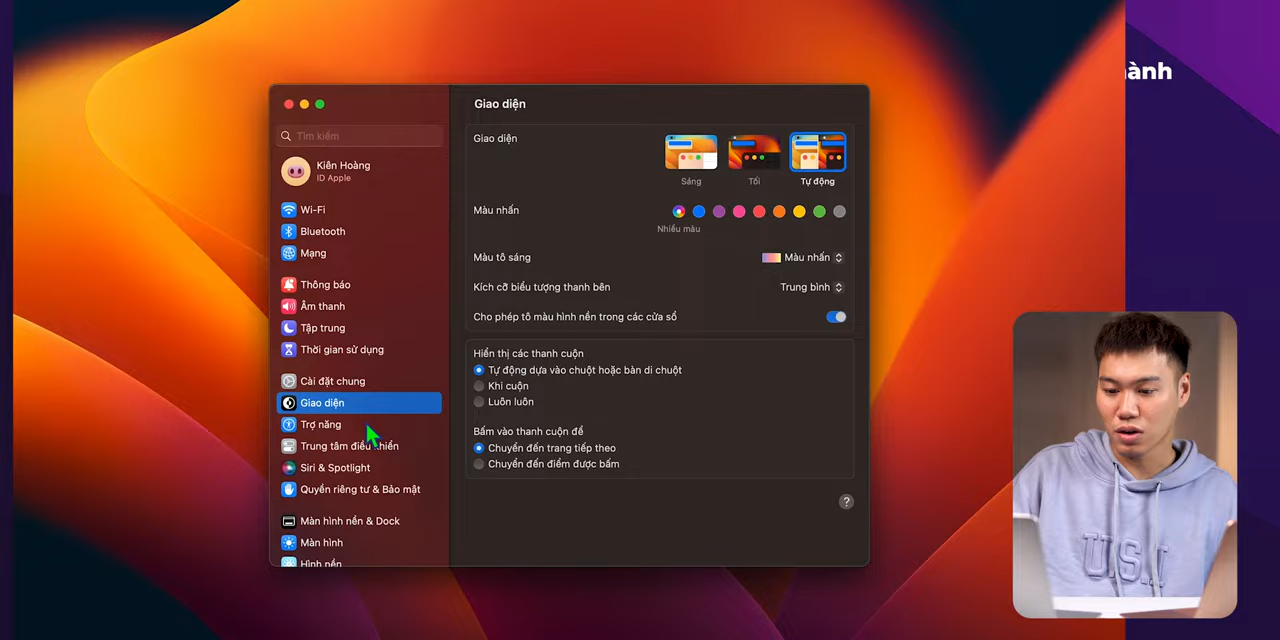 ành
Giao diện
Tìm kiếm
Kiên Hoàng
ID Apple
Wi-Fi
Bluetooth
Mạng
Thông báo
Âm thanh
Tập trung
Thời gian sử dụng
Cài đặt chung
Giao diện
Trợ năng
Trung tâm điều hiển
Siri & Spotlight
Quyền riêng tư & Bảo mật
Màn hình nền & Dock
Màn hình
Hình nền
Giao diện
Sáng
Tối
Tự động
Màu nhấn
Nhiều màu
Màu tô sáng
Màu nhấn
Kích cỡ biểu tượng thanh bên
Trung bình
Cho phép tô màu hình nền trong các cửa sổ
Hiển thị các thanh cuộn
Tự động dựa vào chuột hoặc bàn di chuột
Khi cuộn
Luôn luôn
Bấm vào thanh cuộn để
Chuyển đến trang tiếp theo
Chuyển đến điểm được bấm
?